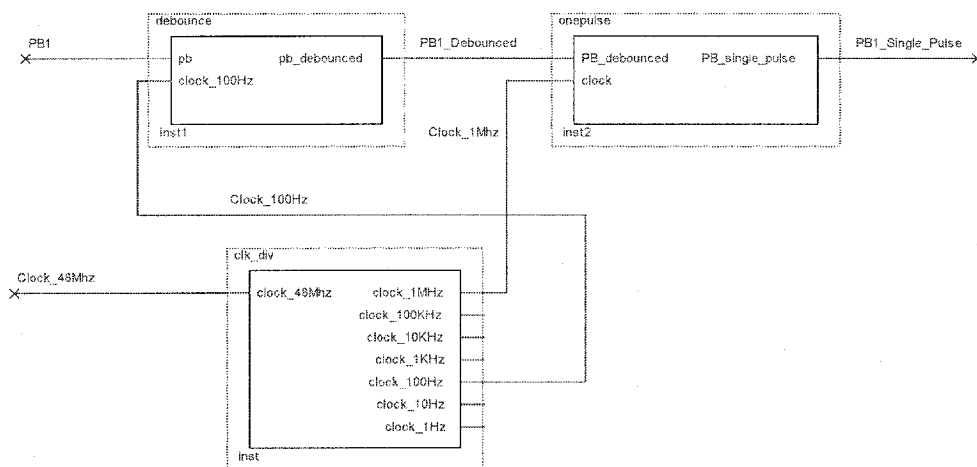 debounce
onepulse
PB1
PB1_Debounced
PB1_Single_Pulse
pb
pb_debounced
PB_debounced
PB_single_pulse
clock_100Hz
clock
inst1
Clock_1Mhz
inst2
Clock_100Hz
clk_div
Clock_48Mhz
clock_48Mhz
clock_1MHz
clock_100KHz
clock_10KHz
clock_1KHz
clock_100Hz
clock_10Hz
clock_1Hz
inst